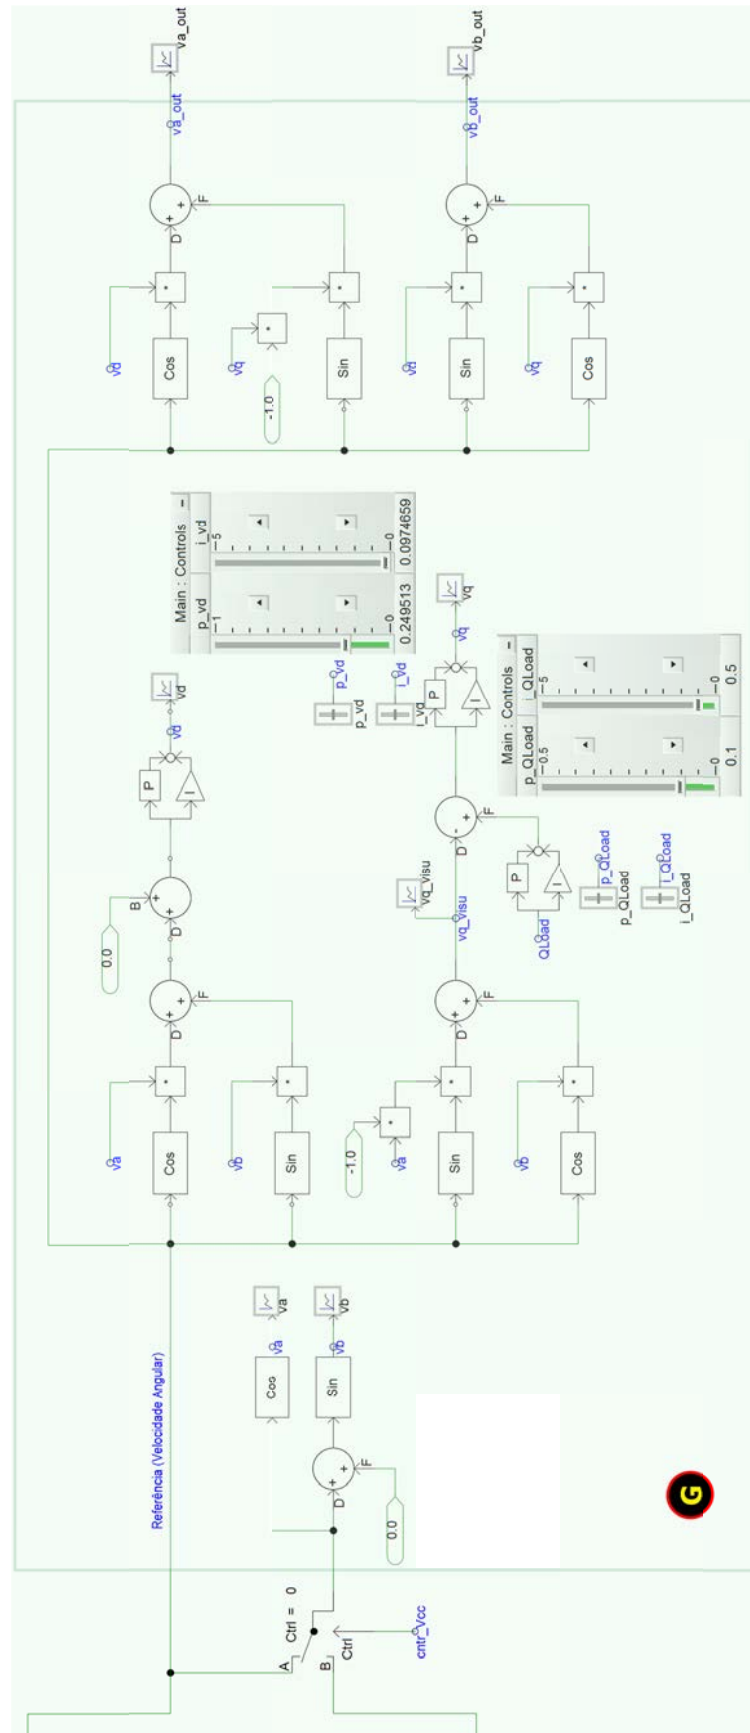 A
B
Ctrl = 0
Ctrl
cntr_Vcc
Referência (Velocidade Angular)
0.0
D
+
+
F
Cos
va
va
Sin
vb
vb
va
Cos
*
vb
Sin
*
D
+
+
F
0.0
B
D
+
+
P
I
vd
vd
-1.0
va
*
Sin
*
vb
Cos
*
D
+
+
F
vq_visu
vq_visu
QLoad
P
I
D
-
+
F
P
I
vq
vq
p_QLoad
p_QLoad
i_QLoad
i_QLoad
p_vd
p_vd
i_vd
i_vd
Main : Controls
p_vd
i_vd
1
5
0
0
0.249513
0.0974659
Main : Controls
p_QLoad
i_QLoad
0.5
5
0
0
0.1
0.5
vd
Cos
*
vq
*
-1.0
Sin
*
D
+
+
F
va_out
va_out
vd
Sin
*
vq
Cos
*
D
+
+
F
vb_out
vb_out
G